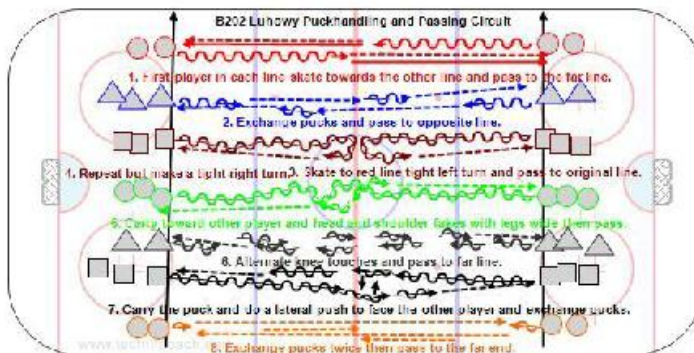 B202 Luhowy Puckhandling and Passing Circuit
1. First player in each line skate towards the other line and pass to the far line.
2. Exchange pucks and pass to opposite line.
4. Repeat but make a tight right turn. 3. Skate to red line tight left turn and pass to original line.
5. Carry toward other player and head and shoulder fakes with legs wide then pass.
6. Alternate knee touches and pass to far line.
7. Carry the puck and do a lateral push to face the other player and exchange pucks.
8. Exchange pucks twice then pass to the far end.